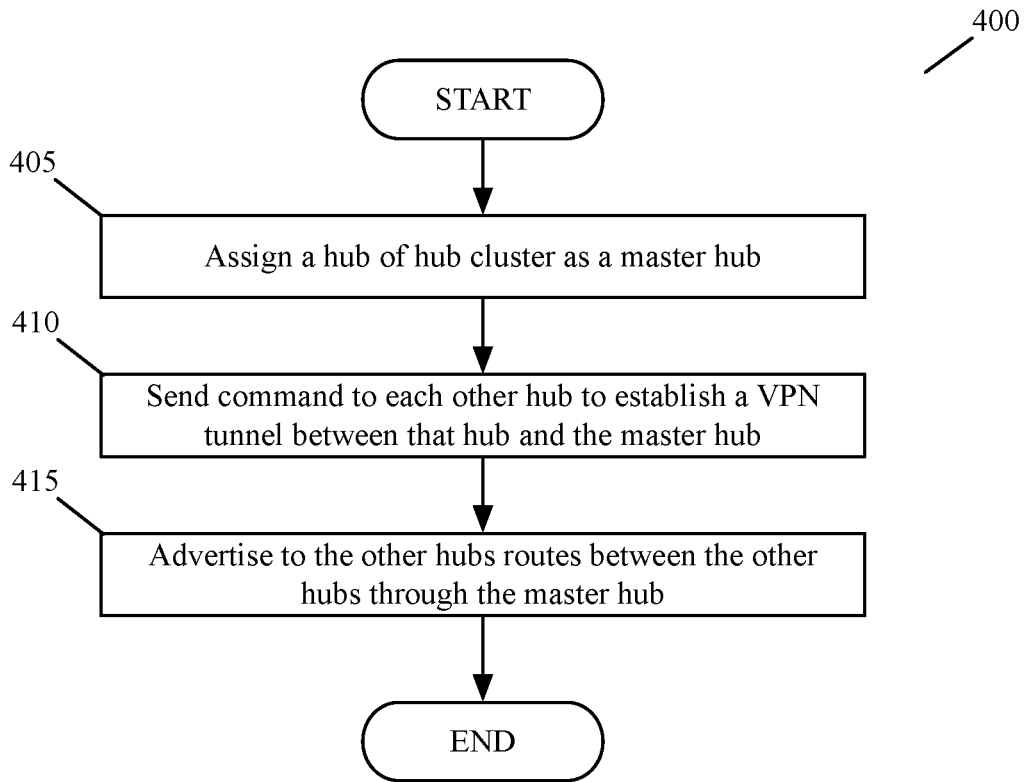 400
START
405
Assign a hub of hub cluster as a master hub
410
Send command to each other hub to establish a VPN
tunnel between that hub and the master hub
415
Advertise to the other hubs routes between the other
hubs through the master hub
END